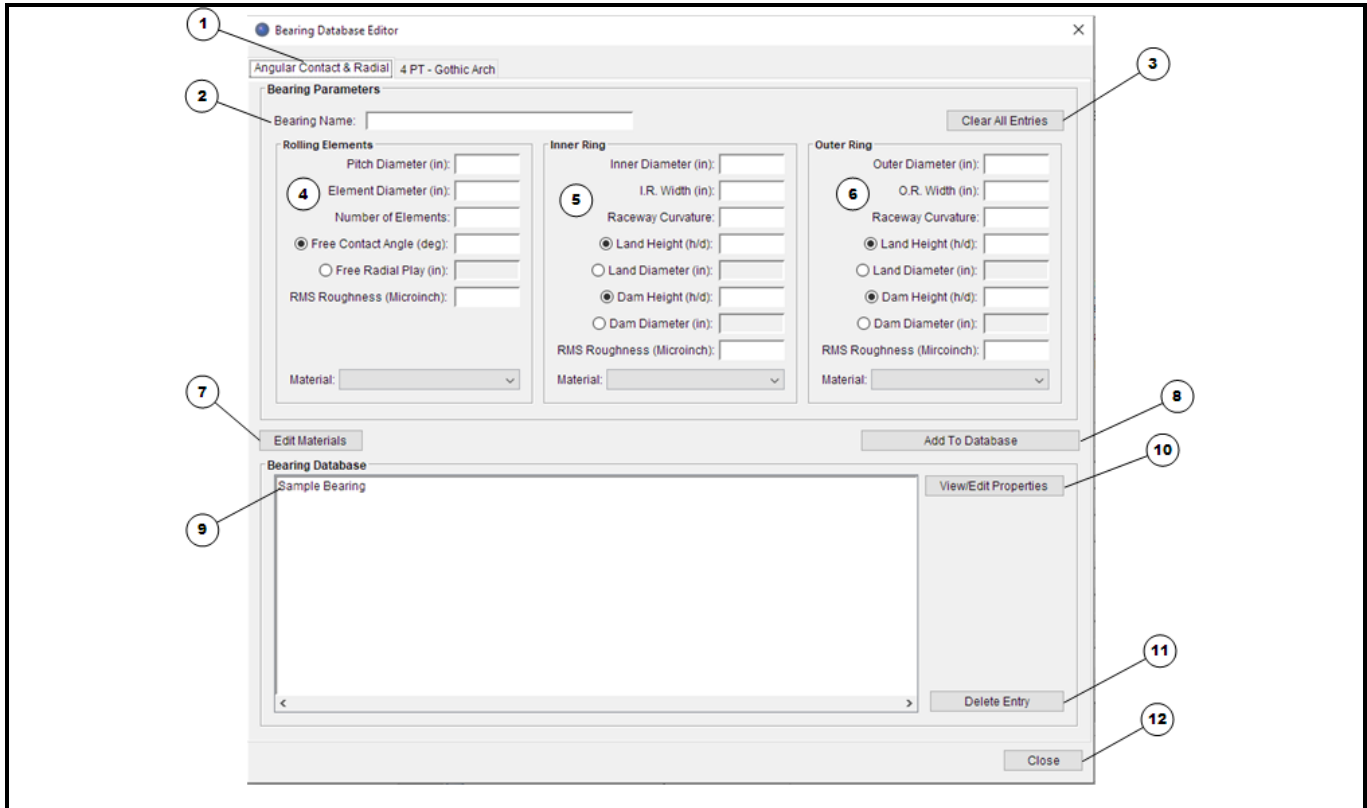 1
Bearing Database Editor
Angular Contact & Radial
4 PT - Gothic Arch
3
2
Bearing Parameters
Bearing Name:
Clear All Entries
Rolling Elements
Pitch Diameter (in):
4
Element Diameter (in):
Number of Elements:
Free Contact Angle (deg):
Free Radial Play (in):
RMS Roughness (Microinch):
Material:
Inner Ring
Inner Diameter (in):
5
I.R. Width (in):
Raceway Curvature:
Land Height (h/d):
Land Diameter (in):
Dam Height (h/d):
Dam Diameter (in):
RMS Roughness (Microinch):
Material:
Outer Ring
Outer Diameter (in):
6
O.R. Width (in):
Raceway Curvature:
Land Height (h/d):
Land Diameter (in):
Dam Height (h/d):
Dam Diameter (in):
RMS Roughness (Mircoinch):
Material:
7
8
Edit Materials
Add To Database
10
Bearing Database
Sample Bearing
View/Edit Properties
9
11
Delete Entry
12
Close